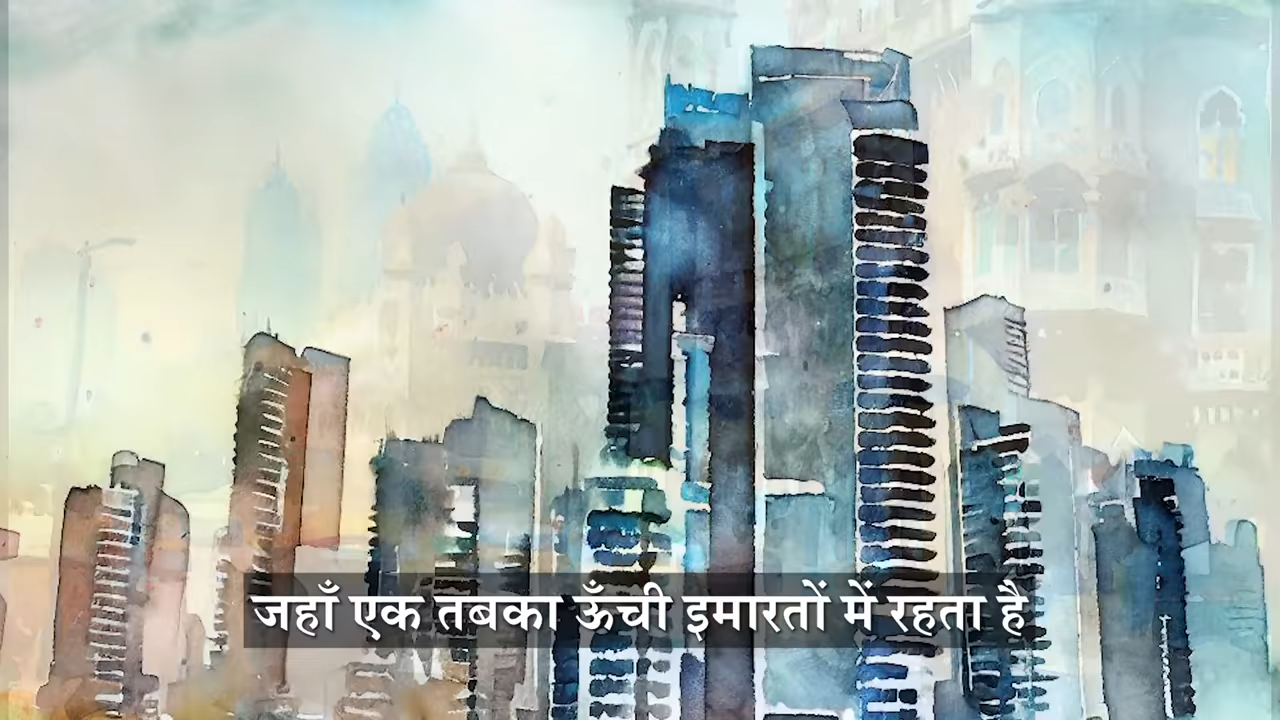 जहाँ एक तबका ऊँची इमारतों में रहता है